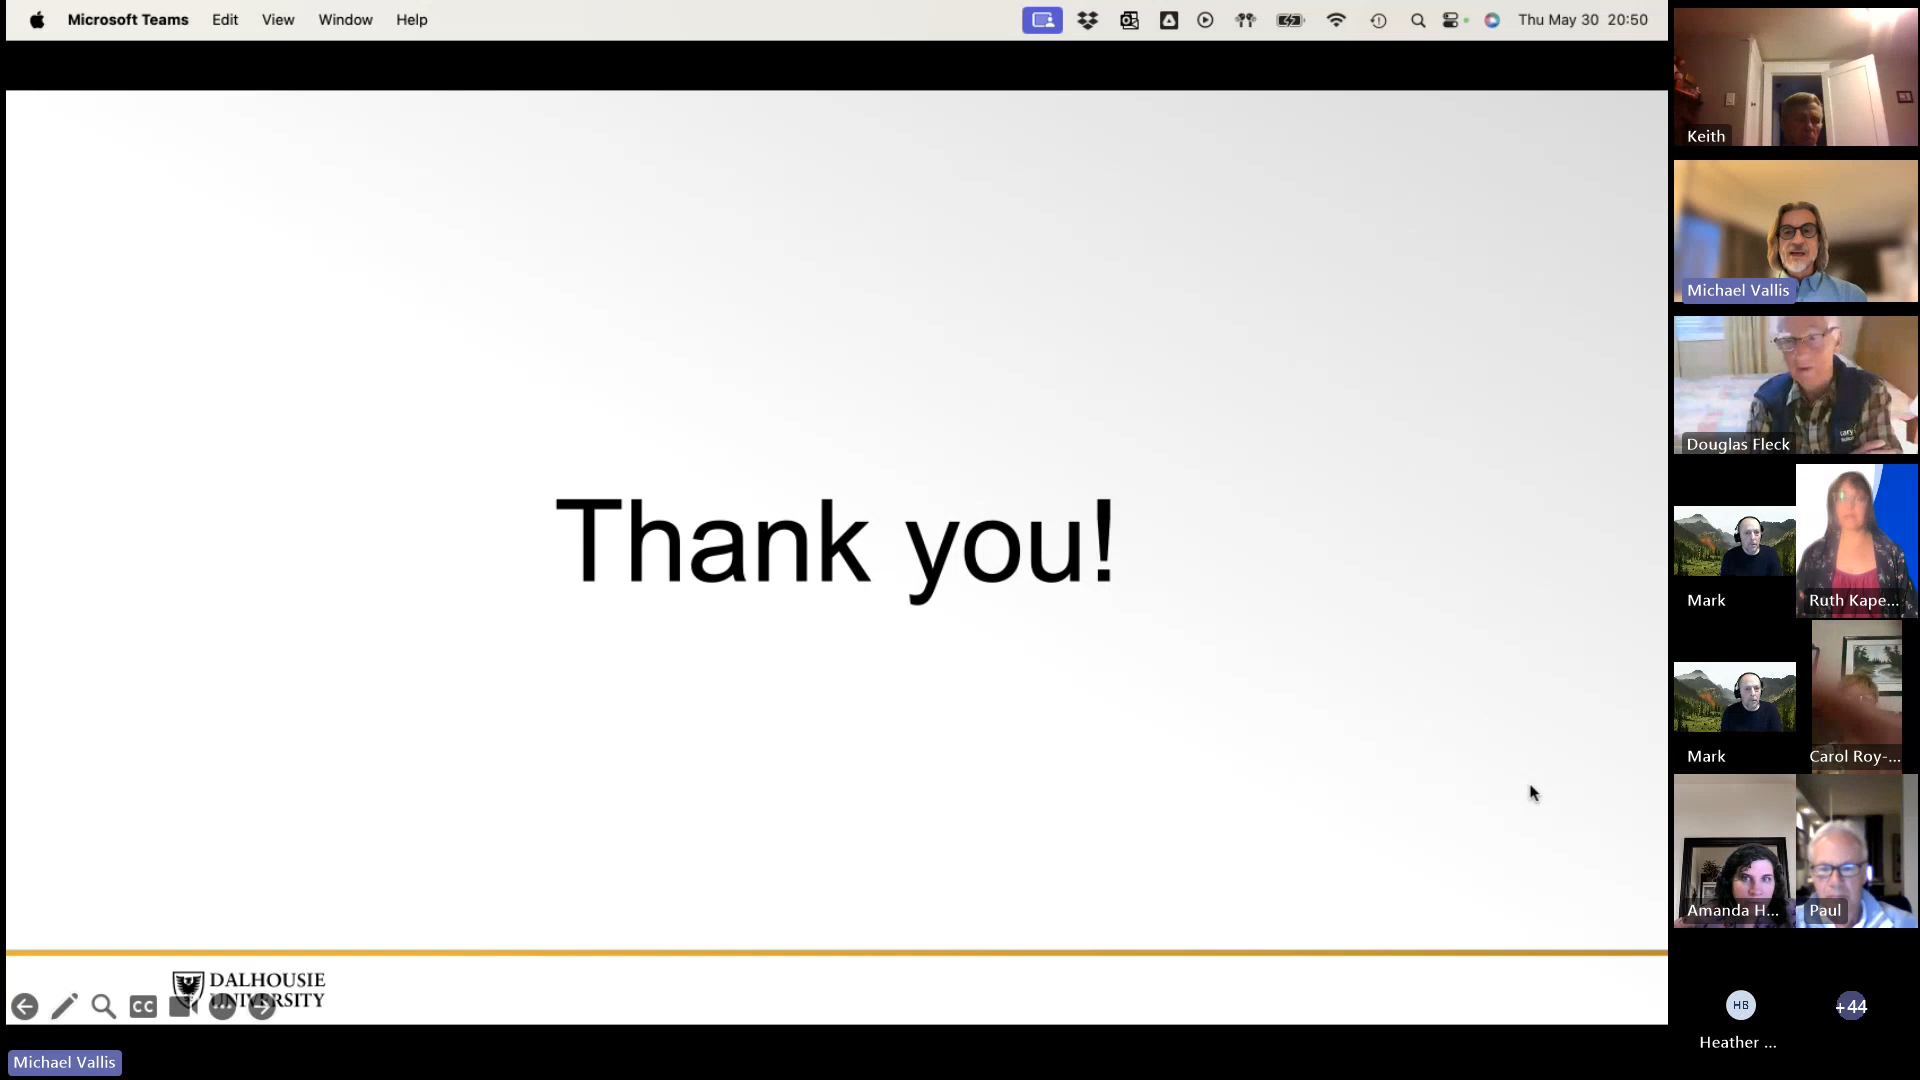 Microsoft Teams Edit View Window Help Thu May 30 20:50
Keith
Michael Vallis
Douglas Fleck
Thank you!
Mark
Ruth Kape...
Mark
Carol Roy-...
Amanda H...
Paul
DALHOUSIE
UNIVERSITY
CC
HB
+44
Heather ...
Michael Vallis